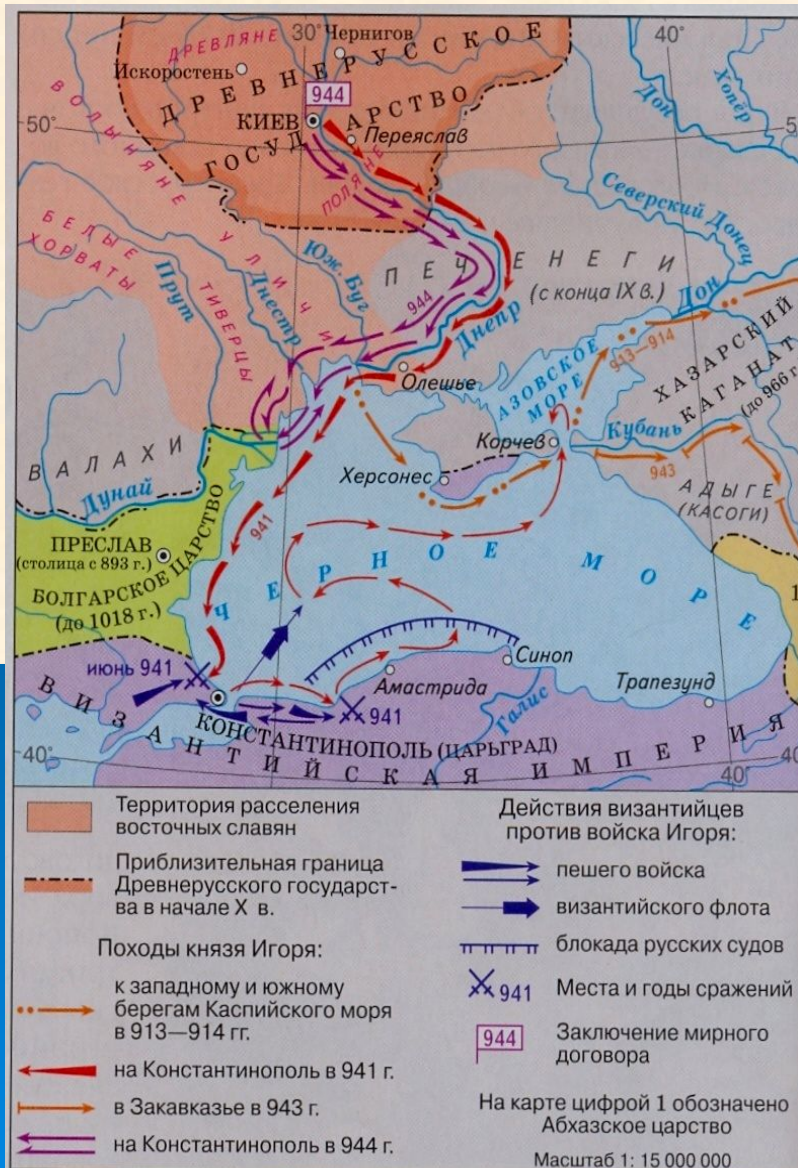 30°
40°
ДРЕВЛЯНЕ
Чернигов
Искоростень
ДРЕВНЕРУССКОЕ
ГОСУДАРСТВО
944
КИЕВ
Переяслав
50°
50
Дон
Хопёр
ВОЛЫНЯНЕ
ПОЛЯНЕ
БЕЛЫЕ
ХОРВАТЫ
УЛИЧИ
ТИВЕРЦЫ
Прут
Днестр
Юж. Буг
Северский Донец
ПЕЧЕНЕГИ
(с конца IX в.)
944
Днепр
Дон
913—914
Олешье
АЗОВСКОЕ
МОРЕ
ХАЗАРСКИЙ
КАГАНАТ
(до 966 г.
Корчев
Кубань
943
Херсонес
АДЫГЕ
(КАСОГИ)
ВАЛАХИ
Дунай
941
ПРЕСЛАВ
(столица с 893 г.)
БОЛГАРСКОЕ ЦАРСТВО
(до 1018 г.)
ЧЕРНОЕ МОРЕ
1
июнь 941
Синоп
Амастрида
Трапезунд
941
Галис
КОНСТАНТИНОПОЛЬ (ЦАРЬГРАД)
ВИЗАНТИЙСКАЯ ИМПЕРИЯ
40°
40°
40
Территория расселения
восточных славян
Приблизительная граница
Древнерусского государст-
ва в начале X в.
Походы князя Игоря:
к западному и южному
берегам Каспийского моря
в 913—914 гг.
на Константинополь в 941 г.
в Закавказье в 943 г.
на Константинополь в 944 г.
Действия византийцев
против войска Игоря:
пешего войска
византийского флота
блокада русских судов
941
Места и годы сражений
944
Заключение мирного
договора
На карте цифрой 1 обозначено
Абхазское царство
Масштаб 1: 15 000 000